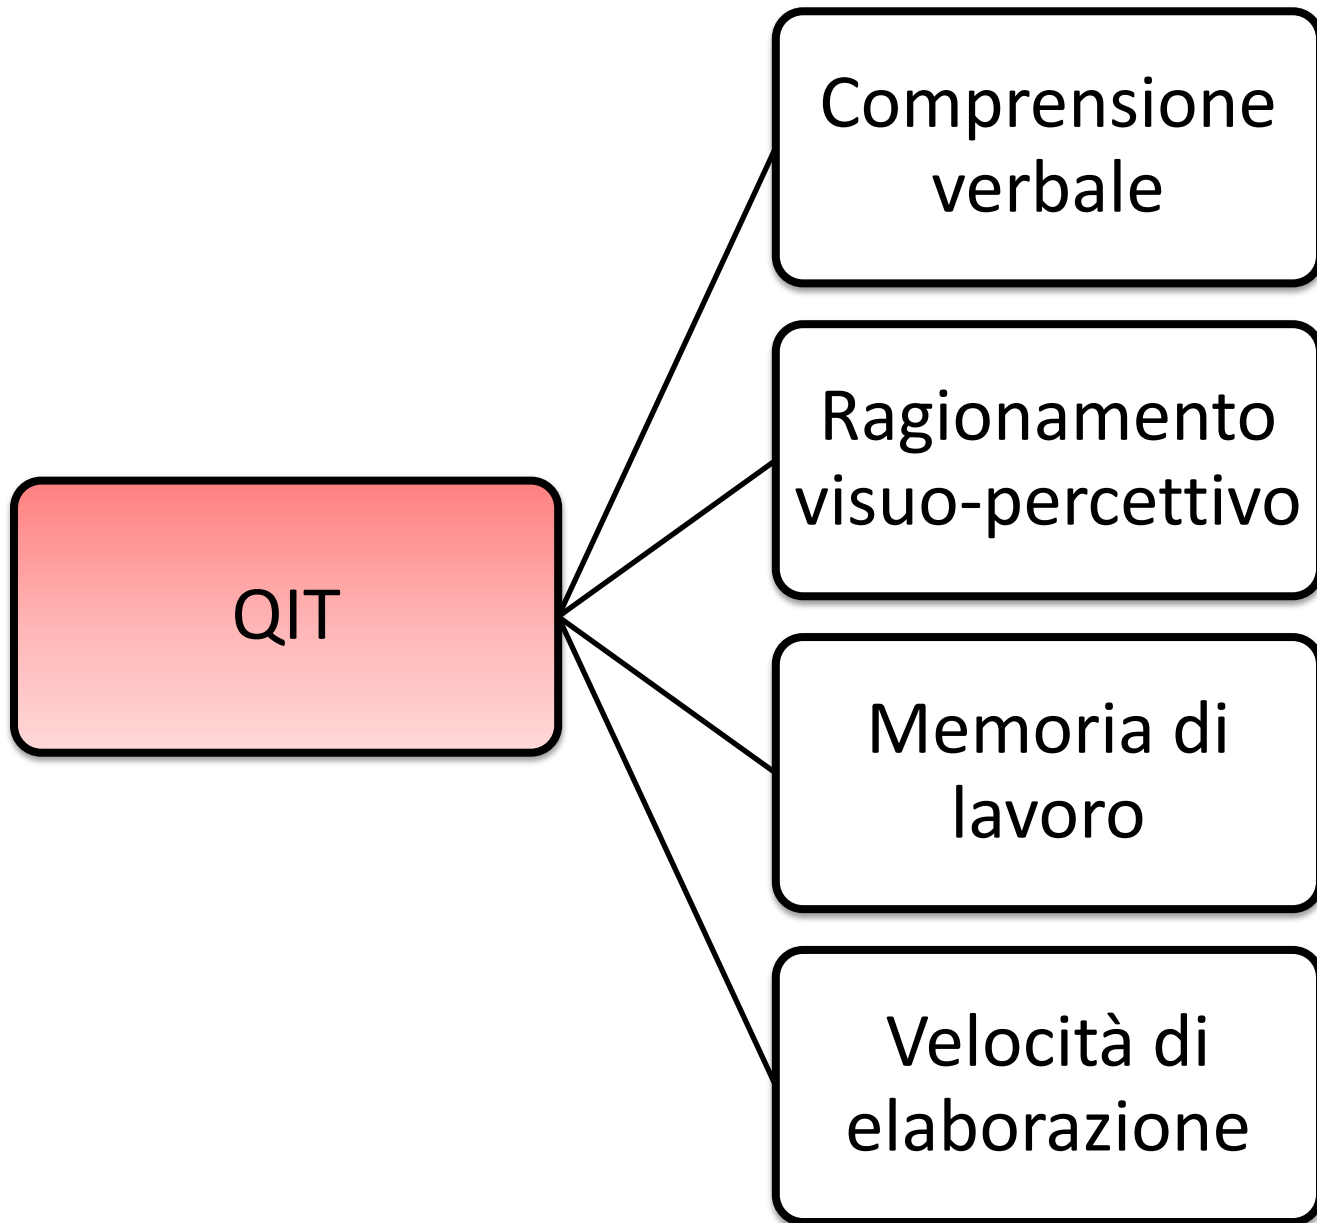 Comprensione
verbale
Ragionamento
visuo-percettivo
QIT
Memoria di
lavoro
Velocità di
elaborazione